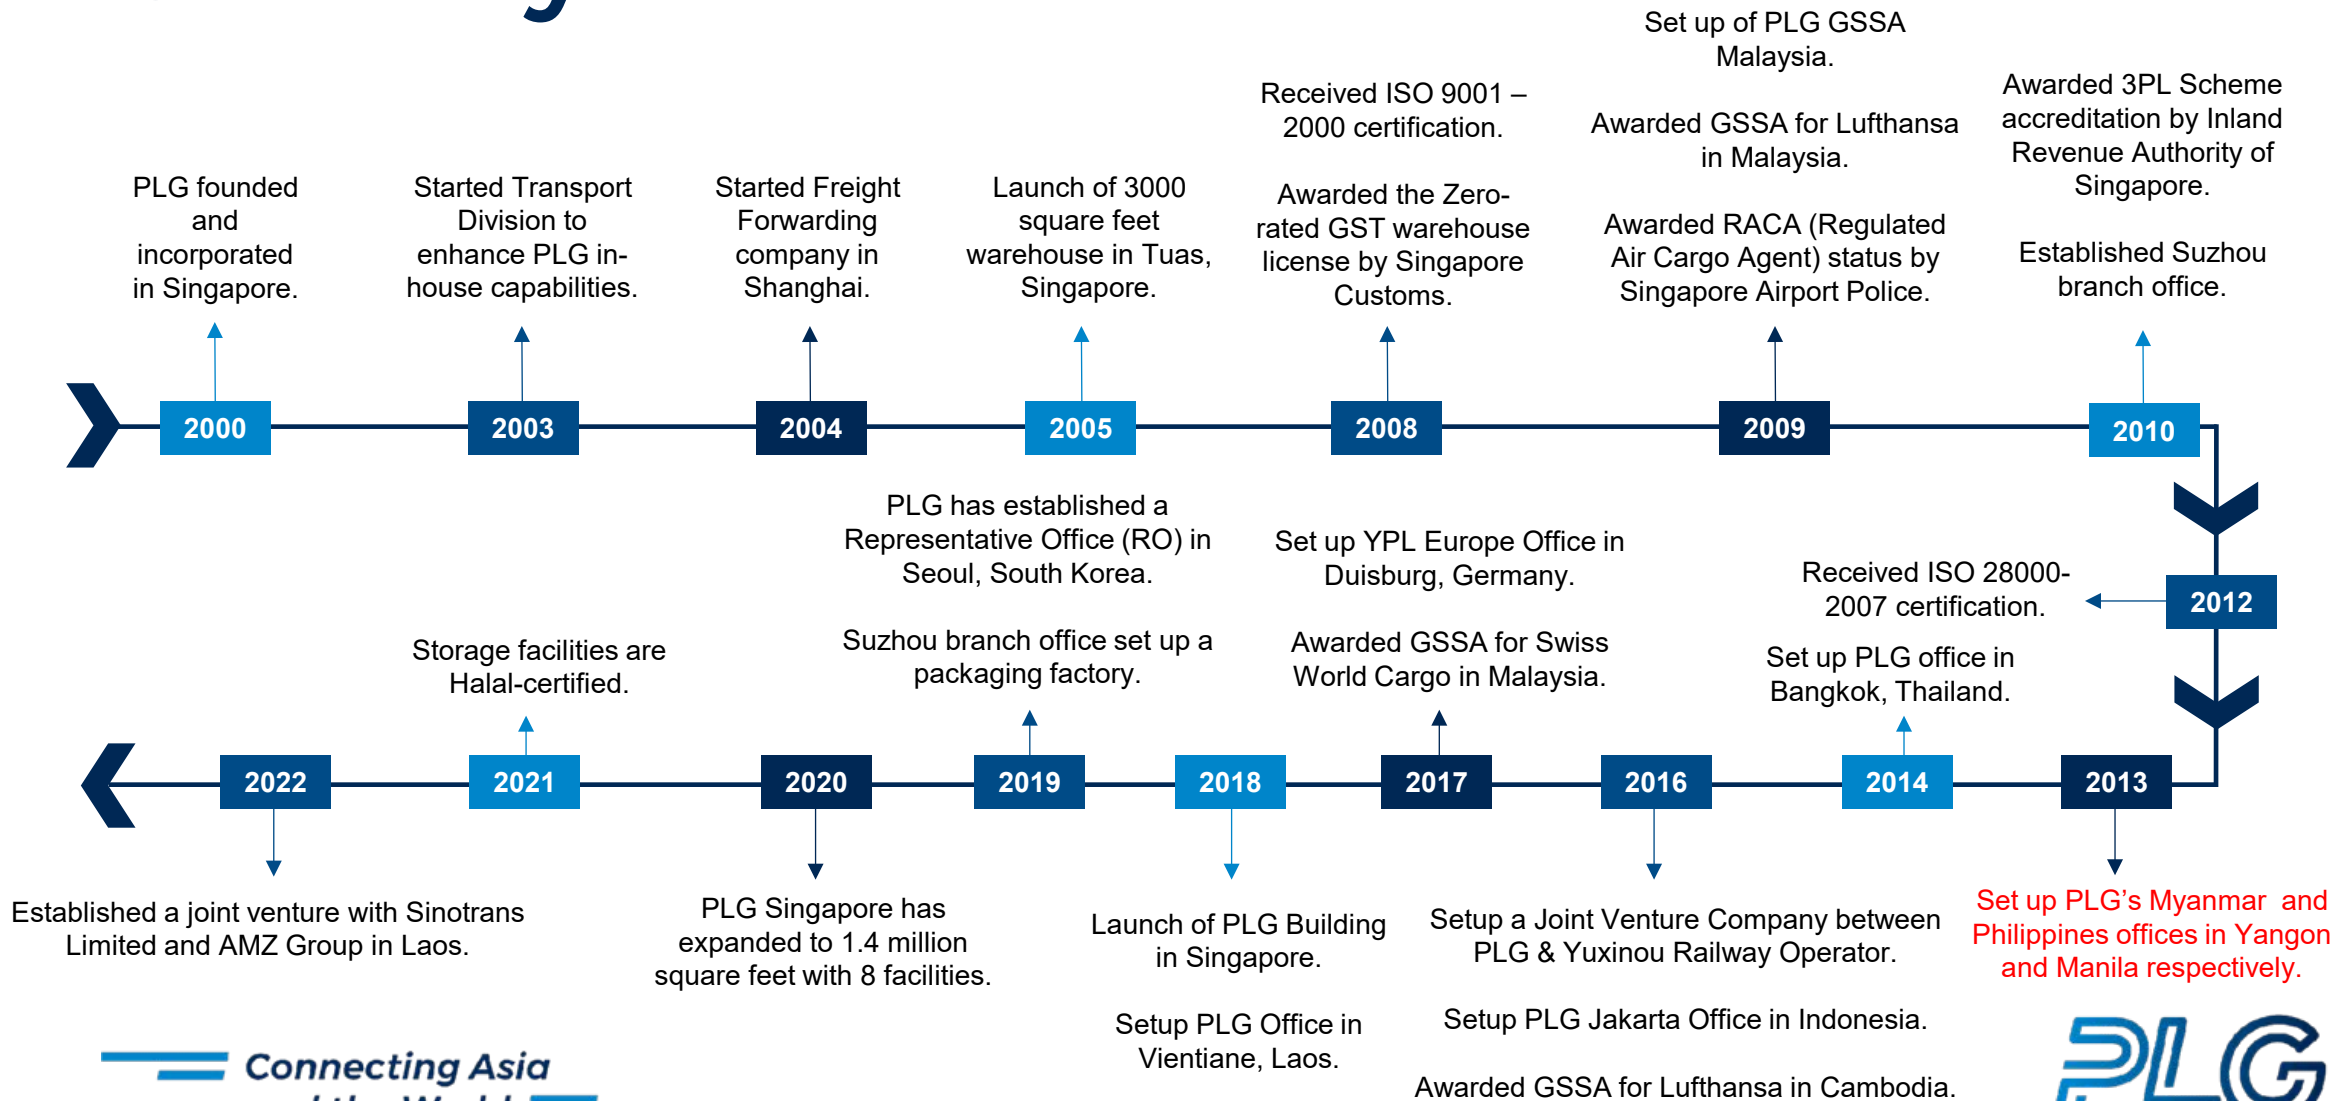 PLG founded
and
incorporated
in Singapore.
2000
Started Transport
Division to
enhance PLG in-
house capabilities.
2003
Started Freight
Forwarding
company in
Shanghai.
2004
Launch of 3000
square feet
warehouse in Tuas,
Singapore.
2005
Received ISO 9001 –
2000 certification.
Awarded the Zero-
rated GST warehouse
license by Singapore
Customs.
2008
Set up of PLG GSSA
Malaysia.
Awarded GSSA for Lufthansa
in Malaysia.
Awarded RACA (Regulated
Air Cargo Agent) status by
Singapore Airport Police.
2009
Awarded 3PL Scheme
accreditation by Inland
Revenue Authority of
Singapore.
Established Suzhou
branch office.
2010
Received ISO 28000-
2007 certification.
2012
2013
Set up PLG’s Myanmar and
Philippines offices in Yangon
and Manila respectively.
Set up PLG office in
Bangkok, Thailand.
2014
2016
Setup a Joint Venture Company between
PLG & Yuxinou Railway Operator.
Setup PLG Jakarta Office in Indonesia.
Awarded GSSA for Lufthansa in Cambodia.
Set up YPL Europe Office in
Duisburg, Germany.
Awarded GSSA for Swiss
World Cargo in Malaysia.
2017
2018
Launch of PLG Building
in Singapore.
Setup PLG Office in
Vientiane, Laos.
PLG has established a
Representative Office (RO) in
Seoul, South Korea.
Suzhou branch office set up a
packaging factory.
2019
2020
PLG Singapore has
expanded to 1.4 million
square feet with 8 facilities.
Storage facilities are
Halal-certified.
2021
2022
Established a joint venture with Sinotrans
Limited and AMZ Group in Laos.
Connecting Asia
the World
PLG